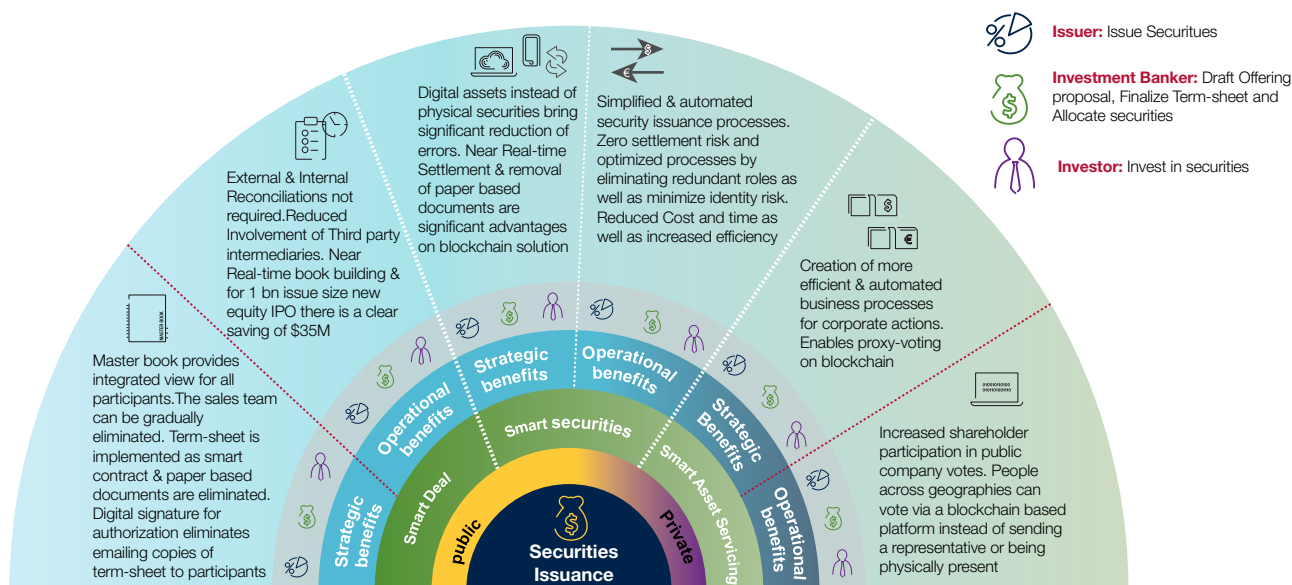 Issuer: Issue Securitues
Investment Banker: Draft Offering
proposal, Finalize Term-sheet and
Allocate securities
Investor: Invest in securities
MASTER BOOK
Master book provides
integrated view for all
participants.The sales team
can be gradually
eliminated. Term-sheet is
implemented as smart
contract & paper based
documents are eliminated.
Digital signature for
authorization eliminates
emailing copies of
term-sheet to participants
External & Internal
Reconciliations not
required.Reduced
Involvement of Third party
intermediaries. Near
Real-time book building &
for 1 bn issue size new
equity IPO there is a clear
saving of $35M
Digital assets instead of
physical securities bring
significant reduction of
errors. Near Real-time
Settlement & removal
of paper based
documents are
significant advantages
on blockchain solution
$
€
Simplified & automated
security issuance processes.
Zero settlement risk and
optimized processes by
eliminating redundant roles as
well as minimize identity risk.
Reduced Cost and time as
well as increased efficiency
$
€
Creation of more
efficient & automated
business processes
for corporate actions.
Enables proxy-voting
on blockchain
010010110100
010110100110
Increased shareholder
participation in public
company votes. People
across geographies can
vote via a blockchain based
platform instead of sending
a representative or being
physically present
Strategic
benefits
Operational
benefits
Strategic
benefits
Operational
benefits
Strategic
Benefits
Operational
benefits
Smart Deal
Smart securities
Smart Asset Servicing
public
Private
$
Securities
Issuance